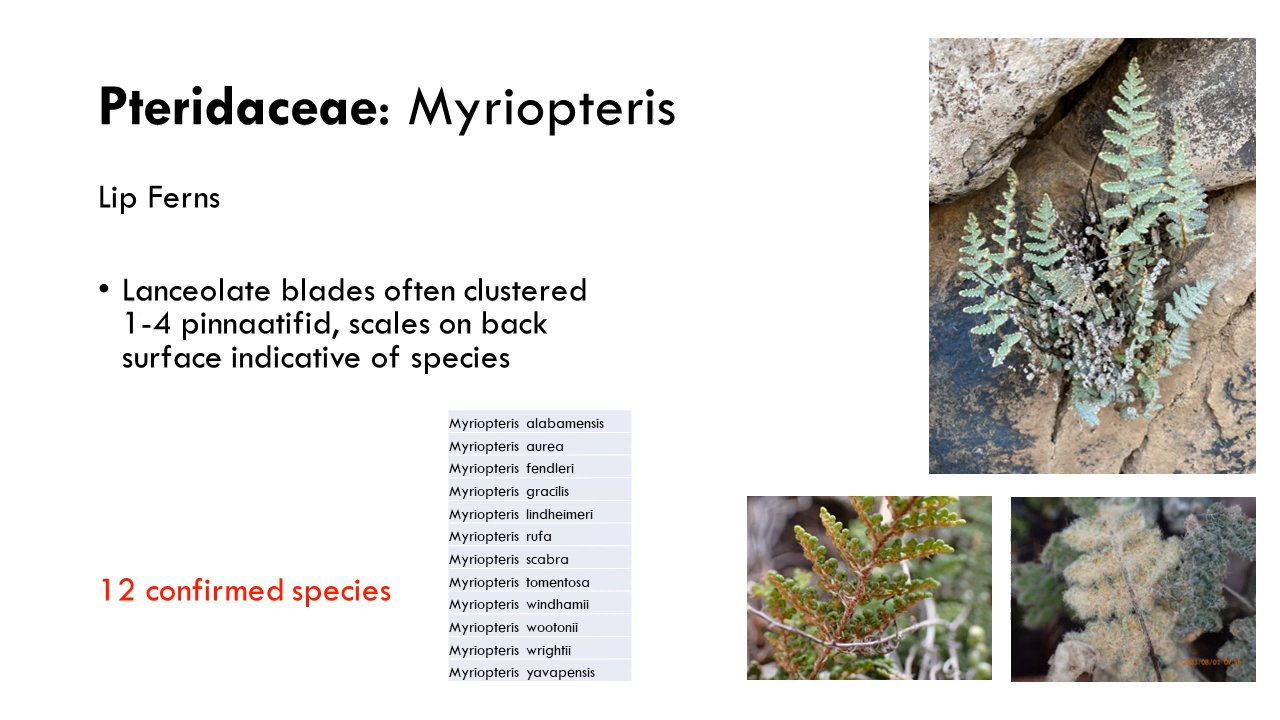 Pteridaceae: Myriopteris
Lip Ferns
• Lanceolate blades often clustered
1-4 pinnaatifid, scales on back
surface indicative of species
Myriopteris alabamensis
Myriopteris aurea
Myriopteris fendleri
Myriopteris gracilis
Myriopteris lindheimeri
Myriopteris rufa
Myriopteris scabra
Myriopteris tomentosa
Myriopteris windhamii
Myriopteris wootonii
Myriopteris wrightii
Myriopteris yavapensis
12 confirmed species